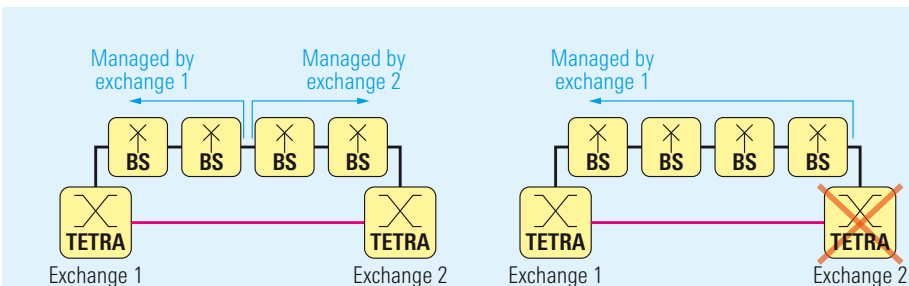 Managed by
exchange 1
Managed by
exchange 2
BS
BS
BS
BS
TETRA
TETRA
Exchange 1
Exchange 2
Managed by
exchange 1
BS
BS
BS
BS
TETRA
TETRA
Exchange 1
Exchange 2